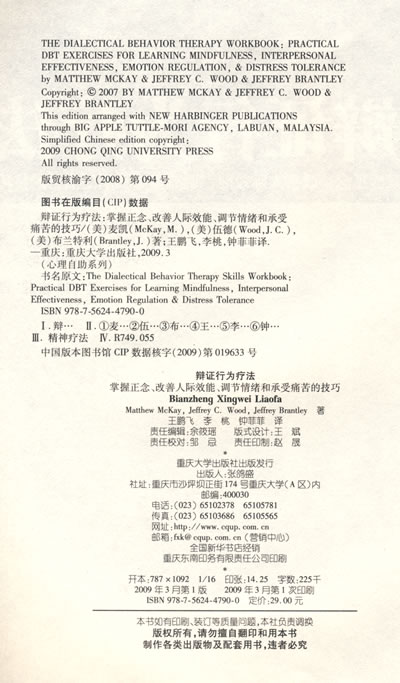 THE DIALECTICAL BEHAVIOR THERAPY WORKBOOK: PRACTICAL
DBT EXERCISES FOR LEARNING MINDFULNESS, INTERPERSONAL
EFFECTIVENESS, EMOTION REGULATION, & DISTRESS TOLERANCE
by MATTHEW MCKAY & JEFFREY C. WOOD & JEFFREY BRANTLEY
Copyright: © 2007 BY MATTHEW MCKAY & JEFFREY C. WOOD &
JEFFREY BRANTLEY
This edition arranged with NEW HARBINGER PUBLICATIONS
through BIG APPLE TUTTLE-MORI AGENCY, LABUAN, MALAYSIA.
Simplified Chinese edition copyright:
2009 CHONG QING UNIVERSITY PRESS
All rights reserved.
版贸核渝字(2008)第094号
图书在版编目(CIP)数据
辩证行为疗法:掌握正念、改善人际效能、调节情绪和承受
痛苦的技巧/(美)麦凯(McKay,M.),(美)伍德(Wood,J.C.),
(美)布兰特利(Brantley,J.)著;王鹏飞,李桃,钟菲菲译.
—重庆:重庆大学出版社,2009.3
(心理自助系列)
书名原文:The Dialectical Behavior Therapy Skills Workbook:
Practical DBT Exercises for Learning Mindfulness, Interpersonal
Effectiveness, Emotion Regulation & Distress Tolerance
ISBN 978-7-5624-4790-0
Ⅰ.辩… Ⅱ.①麦…②伍…③布…④王…⑤李…⑥钟…
Ⅲ.精神疗法 Ⅳ.R749.055
中国版本图书馆CIP数据核字(2009)第019633号
辩证行为疗法
掌握正念、改善人际效能、调节情绪和承受痛苦的技巧
Bianzheng Xingwei Liaofa
Matthew McKay, Jeffrey C. Wood, Jeffrey Brantley 著
王鹏飞 李 桃 钟菲菲 译
责任编辑:余筱瑶 版式设计:王 斌
责任校对:邹 忌 责任印制:赵 晟
*
重庆大学出版社出版发行
出版人:张鸽盛
社址:重庆市沙坪坝正街174号重庆大学(A区)内
邮编:400030
电话:(023) 65102378 65105781
传真:(023) 65103686 65105565
网址:http://www.cqup.com.cn
邮箱:fxk@cqup.com.cn(营销中心)
全国新华书店经销
重庆东南印务有限责任公司印刷
*
开本:787×1092 1/16 印张:14.25 字数:225千
2009年3月第1版 2009年3月第1次印刷
ISBN 978-7-5624-4790-0 定价:29.00元
本书如有印刷、装订等质量问题,本社负责调换
版权所有,请勿擅自翻印和用本书
制作各类出版物及配套用书,违者必究